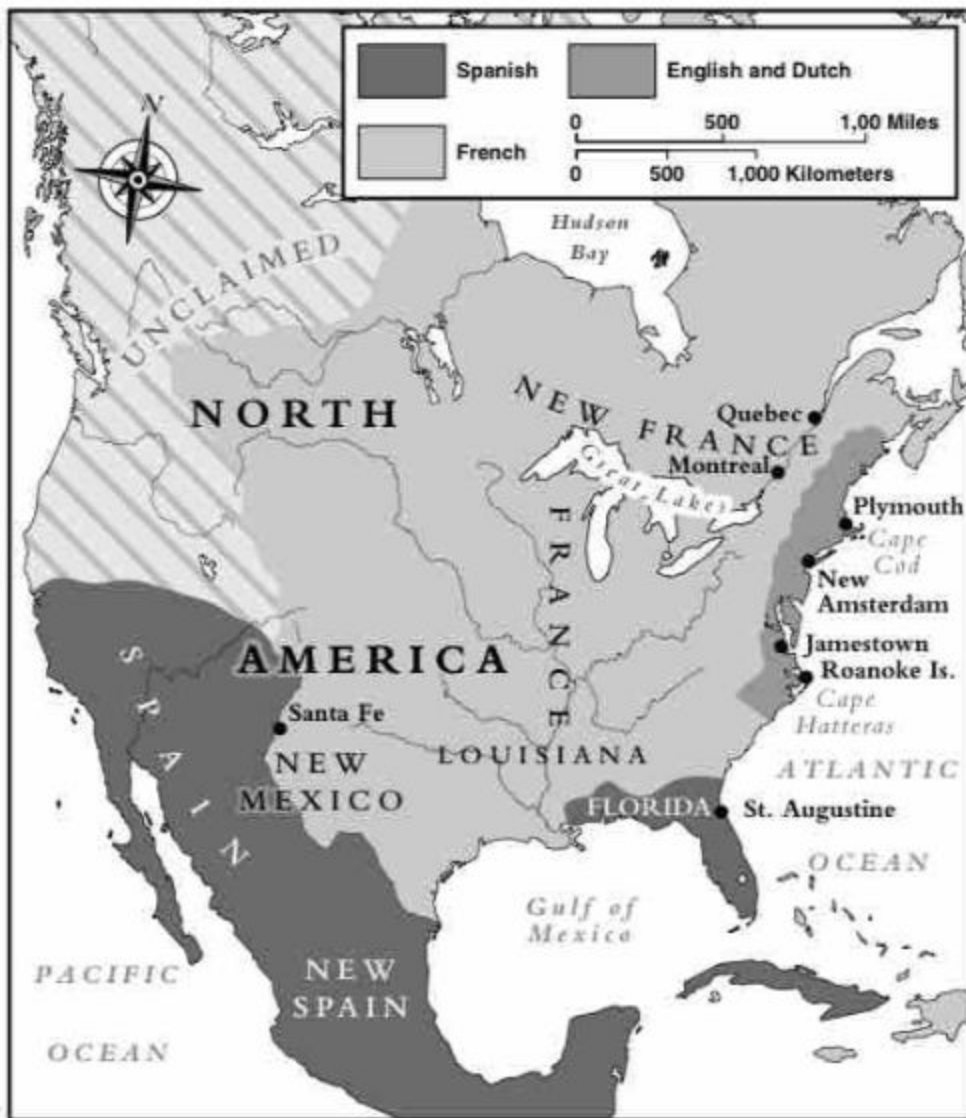 Spanish
English and Dutch
French
0 500 1,00 Miles
0 500 1,000 Kilometers
N
Hudson
Bay
UNCLAIMED
NORTH
NEW FRANCE
Quebec
Montreal
Great Lakes
FRANCE
Plymouth
Cape
Cod
New
Amsterdam
Jamestown
Roanoke Is.
Cape
Hatteras
AMERICA
SPAIN
Santa Fe
NEW
MEXICO
LOUISIANA
ATLANTIC
OCEAN
FLORIDA
St. Augustine
Gulf of
Mexico
NEW
SPAIN
PACIFIC
OCEAN